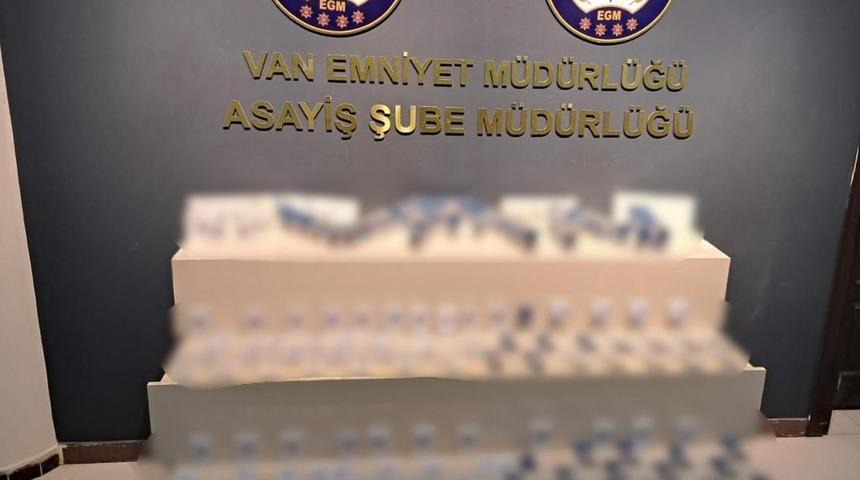 EGM EGM
VAN EMNİYET MÜDÜRLÜĞÜ
ASAYİŞ ŞUBE MÜDÜRLÜĞÜ